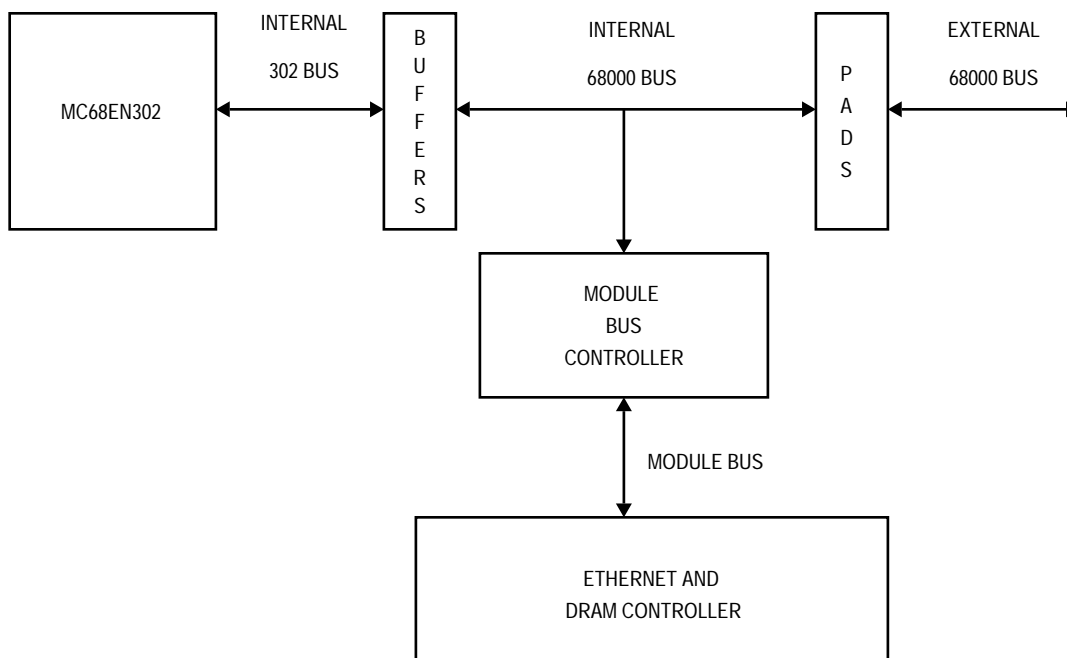 MC68EN302
INTERNAL
302 BUS
B
U
F
F
E
R
S
INTERNAL
68000 BUS
P
A
D
S
EXTERNAL
68000 BUS
MODULE
BUS
CONTROLLER
MODULE BUS
ETHERNET AND
DRAM CONTROLLER